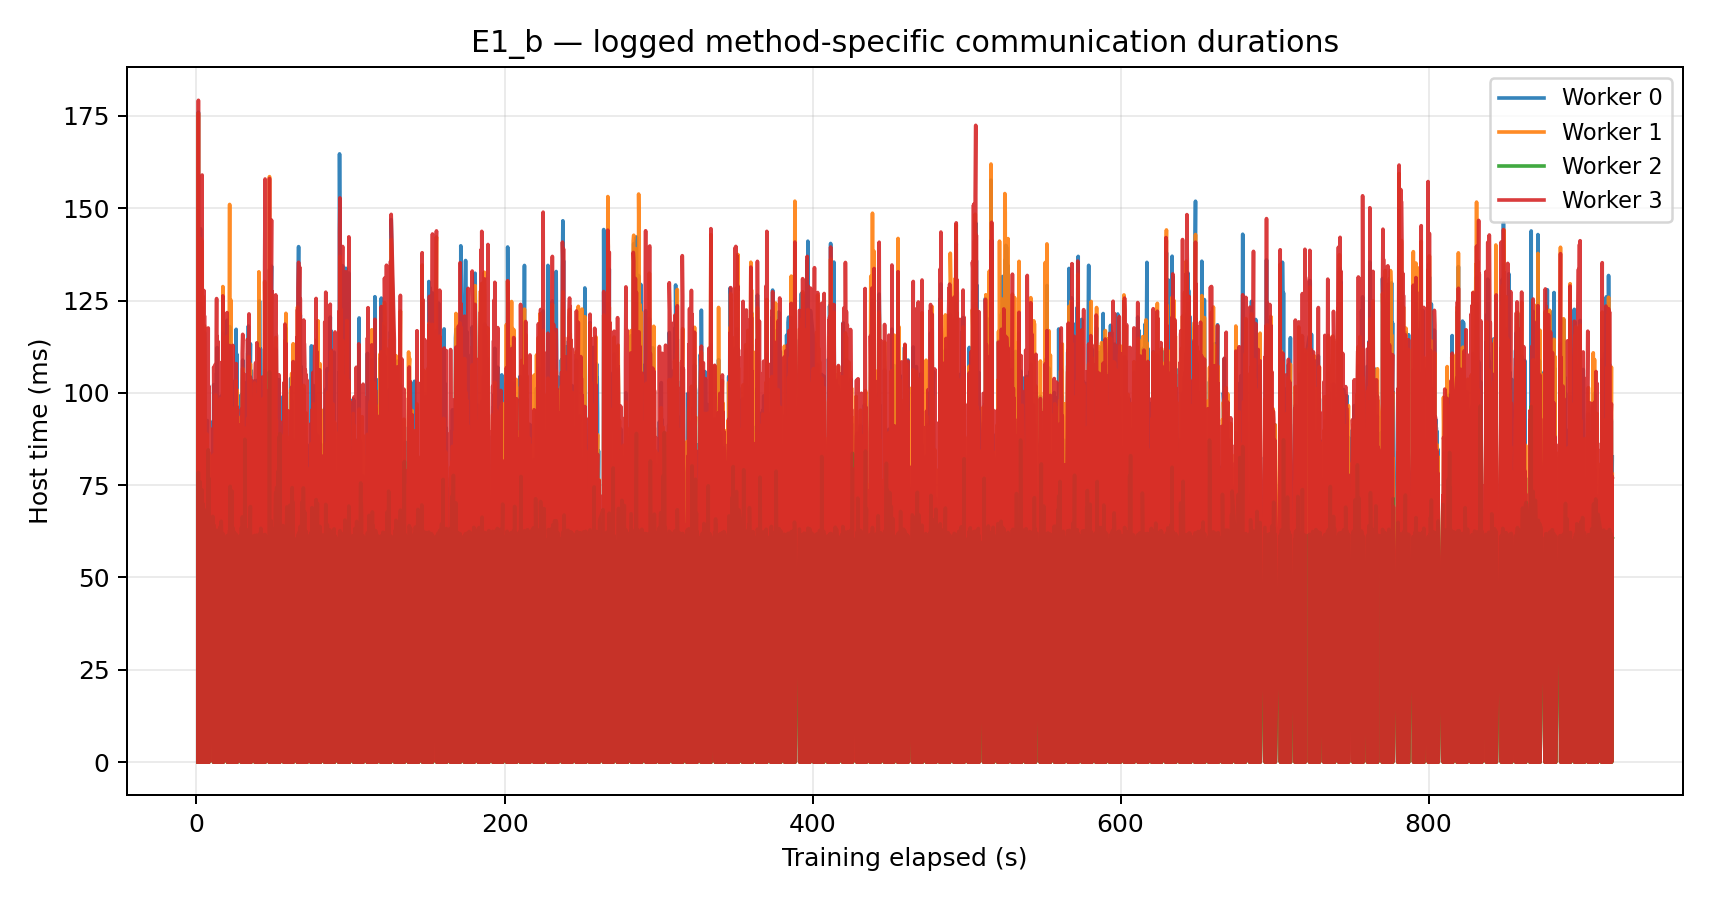 E1_b — logged method-specific communication durations
Worker 0
Worker 1
Worker 2
Worker 3
175
150
125
100
75
50
25
0
Host time (ms)
0 200 400 600 800
Training elapsed (s)